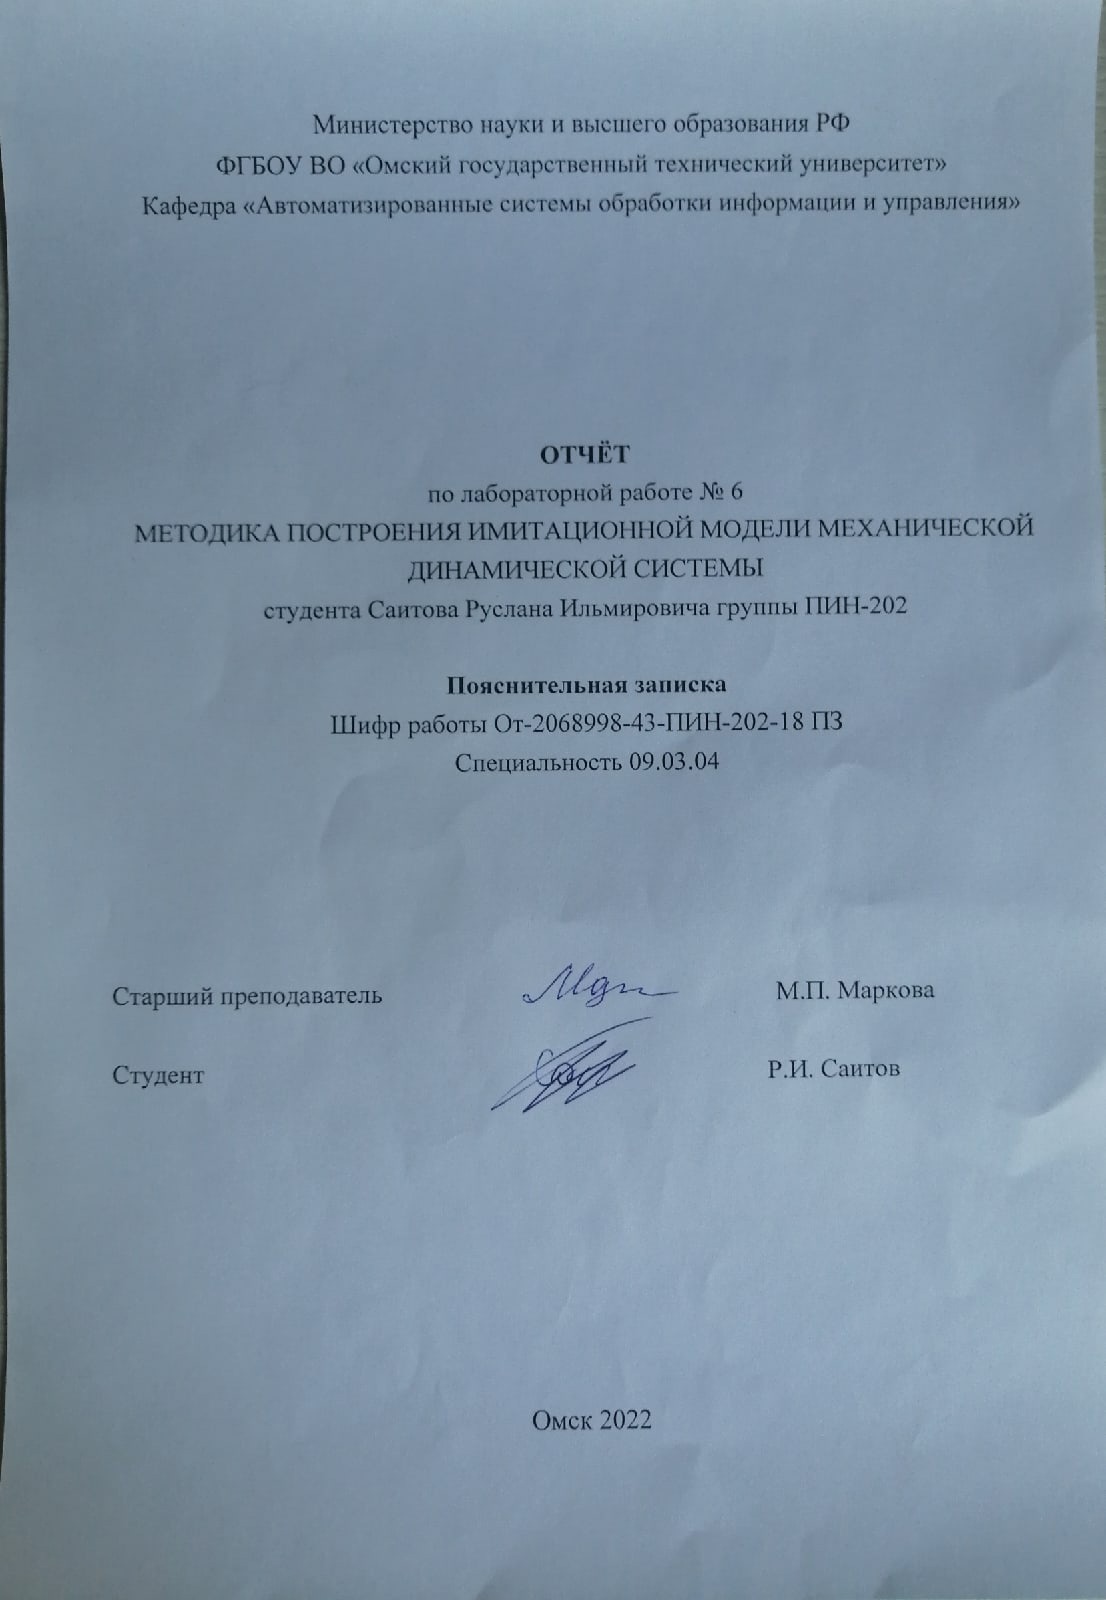 Министерство науки и высшего образования РФ
ФГБОУ ВО «Омский государственный технический университет»
Кафедра «Автоматизированные системы обработки информации и управления»
ОТЧЁТ
по лабораторной работе № 6
МЕТОДИКА ПОСТРОЕНИЯ ИМИТАЦИОННОЙ МОДЕЛИ МЕХАНИЧЕСКОЙ
ДИНАМИЧЕСКОЙ СИСТЕМЫ
студента Саитова Руслана Ильмировича группы ПИН-202
Пояснительная записка
Шифр работы От-2068998-43-ПИН-202-18 ПЗ
Специальность 09.03.04
Старший преподаватель М.П. Маркова
Студент Р.И. Саитов
Омск 2022